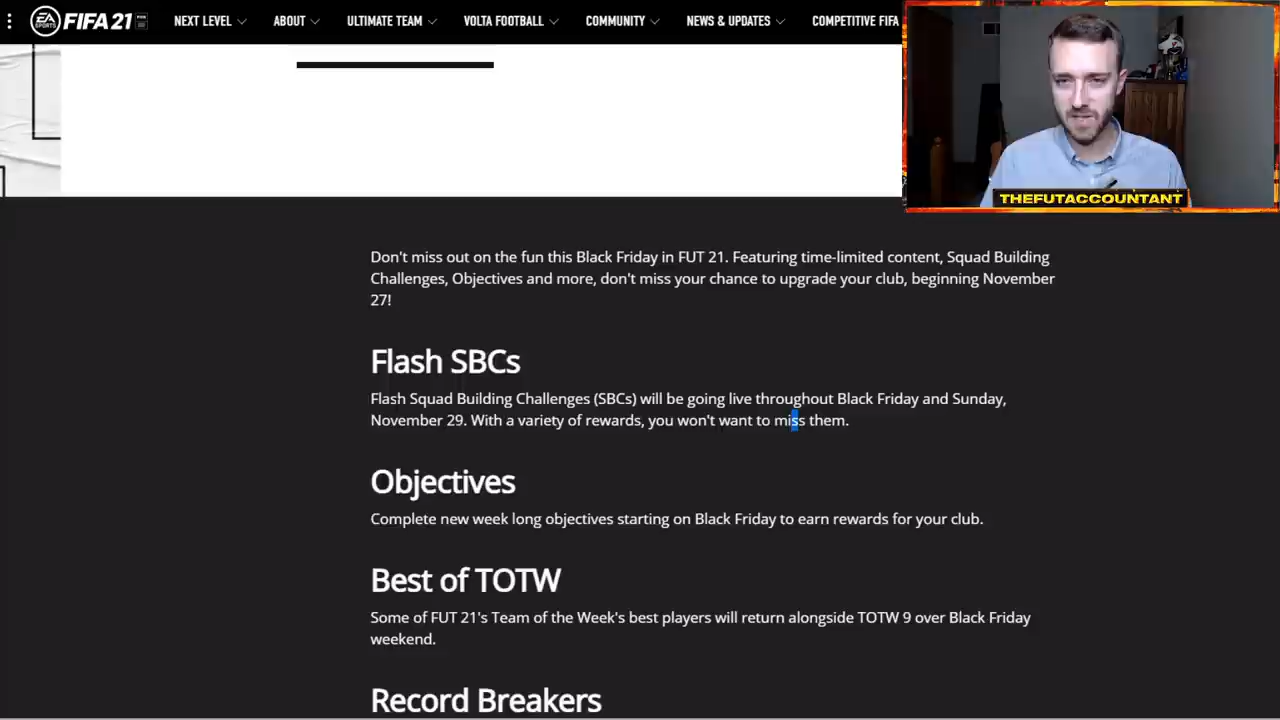 EA SPORTS FIFA 21 NEXT LEVEL ABOUT ULTIMATE TEAM VOLTA FOOTBALL COMMUNITY NEWS & UPDATES COMPETITIVE FIFA
THEFUTACCOUNTANT
Don't miss out on the fun this Black Friday in FUT 21. Featuring time-limited content, Squad Building
Challenges, Objectives and more, don't miss your chance to upgrade your club, beginning November
27!
Flash SBCs
Flash Squad Building Challenges (SBCs) will be going live throughout Black Friday and Sunday,
November 29. With a variety of rewards, you won't want to miss them.
Objectives
Complete new week long objectives starting on Black Friday to earn rewards for your club.
Best of TOTW
Some of FUT 21's Team of the Week's best players will return alongside TOTW 9 over Black Friday
weekend.
Record Breakers